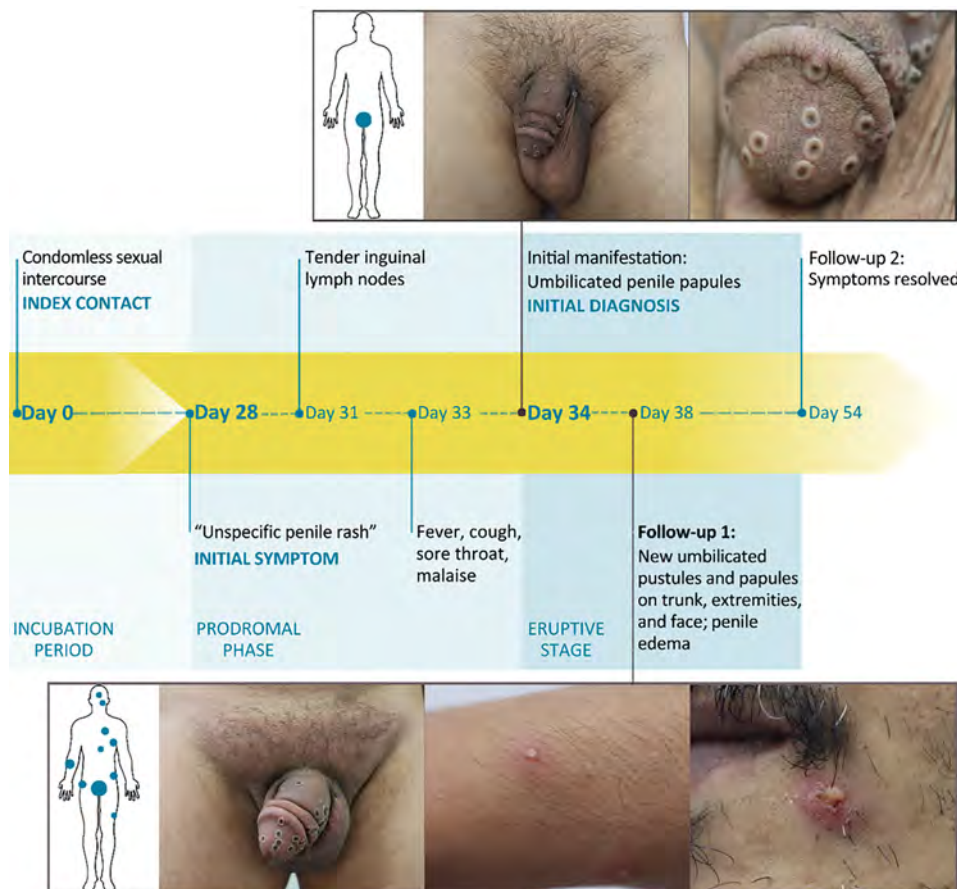 Condomless sexual
intercourse
INDEX CONTACT
Tender inguinal
lymph nodes
Initial manifestation:
Umbilicated penile papules
INITIAL DIAGNOSIS
Follow-up 2:
Symptoms resolved
Day 0
Day 28
Day 31
Day 33
Day 34
Day 38
Day 54
“Unspecific penile rash”
INITIAL SYMPTOM
Fever, cough,
sore throat,
malaise
Follow-up 1:
New umbilicated
pustules and papules
on trunk, extremities,
and face; penile
edema
INCUBATION
PERIOD
PRODROMAL
PHASE
ERUPTIVE
STAGE